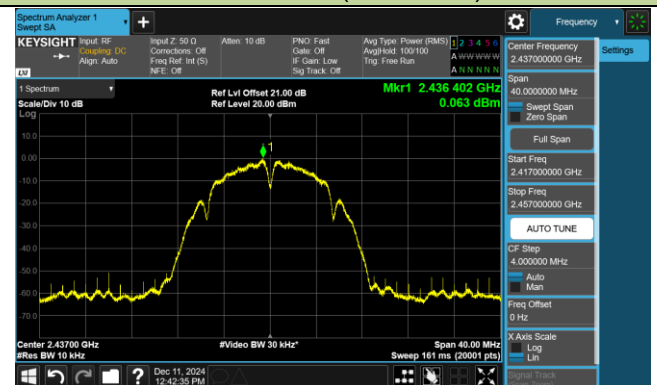 Spectrum Analyzer 1
Swept SA
Frequency
KEYSIGHT
Input: RF
Coupling: DC
Align: Auto
Input Z: 50 Ω
Corrections: Off
Freq Ref: Int (S)
NFE: Off
Atten: 10 dB
PNO: Fast
Gate: Off
IF Gain: Low
Sig Track: Off
Avg Type: Power (RMS)
Avg|Hold: 100/100
Trig: Free Run
1 2 3 4 5 6
A W W W W W
A N N N N N
LXI
Center Frequency
2.437000000 GHz
Settings
Span
40.0000000 MHz
Swept Span
Zero Span
Full Span
Start Freq
2.417000000 GHz
Stop Freq
2.457000000 GHz
AUTO TUNE
CF Step
4.000000 MHz
Auto
Man
Freq Offset
0 Hz
X Axis Scale
Log
Lin
Signal Track
1 Spectrum
Scale/Div 10 dB
Log
Ref Lvl Offset 21.00 dB
Ref Level 20.00 dBm
Mkr1 2.436 402 GHz
0.063 dBm
1
10.0
0.00
-10.0
-20.0
-30.0
-40.0
-50.0
-60.0
-70.0
Center 2.43700 GHz
#Res BW 10 kHz
#Video BW 30 kHz*
Span 40.00 MHz
Sweep 161 ms (20001 pts)
Dec 11, 2024
12:42:35 PM